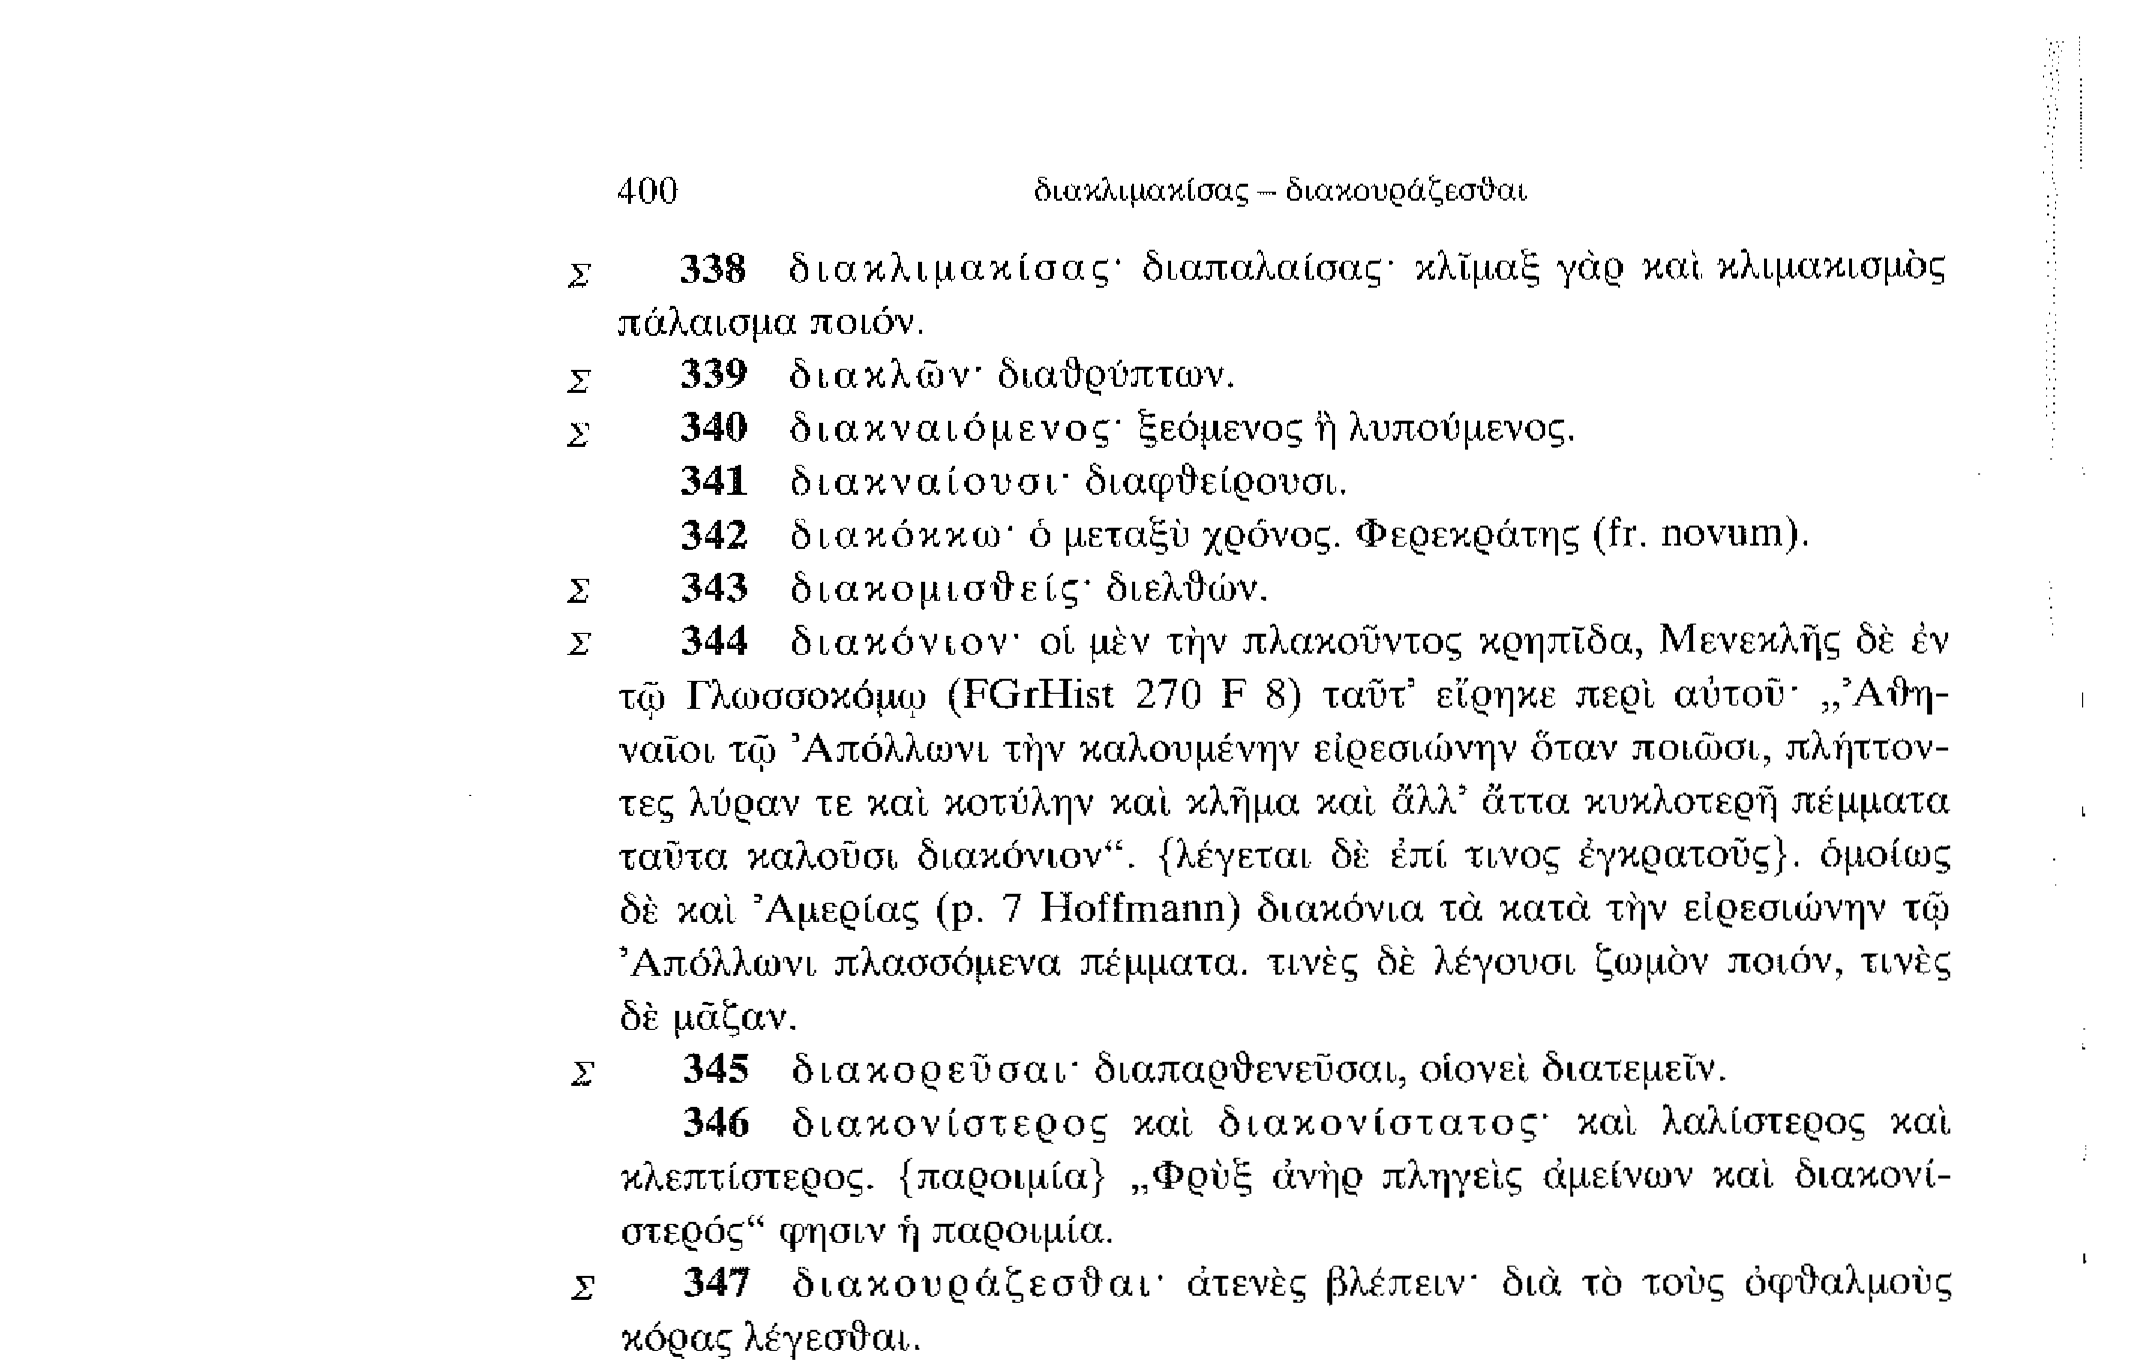 400 διακλιμακίσας – διακουράζεσθαι
Σ 338 διακλιμακίσας· διαπαλαίσας· κλῖμαξ γὰρ καὶ κλιμακισμὸς
πάλαισμα ποιόν.
Σ 339 διακλῶν· διαθρύπτων.
Σ 340 διακναιόμενος· ξεόμενος ἢ λυπούμενος.
341 διακναίουσι· διαφθείρουσι.
342 διακόκκω· ὁ μεταξὺ χρόνος. Φερεκράτης (fr. novum).
Σ 343 διακομισθείς· διελθών.
Σ 344 διακόνιον· οἱ μὲν τὴν πλακοῦντος κρηπῖδα, Μενεκλῆς δὲ ἐν
τῷ Γλωσσοκόμῳ (FGrHist 270 F 8) ταῦτ’ εἴρηκε περὶ αὐτοῦ· „Ἀθη-
ναῖοι τῷ Ἀπόλλωνι τὴν καλουμένην εἰρεσιώνην ὅταν ποιῶσι, πλήττον-
τες λύραν τε καὶ κοτύλην καὶ κλῆμα καὶ ἄλλ’ ἄττα κυκλοτερῆ πέμματα
ταῦτα καλοῦσι διακόνιον“. {λέγεται δὲ ἐπί τινος ἐγκρατοῦς}. ὁμοίως
δὲ καὶ Ἀμερίας (p. 7 Hoffmann) διακόνια τὰ κατὰ τὴν εἰρεσιώνην τῷ
Ἀπόλλωνι πλασσόμενα πέμματα. τινὲς δὲ λέγουσι ζωμὸν ποιόν, τινὲς
δὲ μᾶζαν.
Σ 345 διακορεῦσαι· διαπαρθενεῦσαι, οἱονεὶ διατεμεῖν.
346 διακονίστερος καὶ διακονίστατος· καὶ λαλίστερος καὶ
κλεπτίστερος. {παροιμία} „Φρὺξ ἀνὴρ πληγεὶς ἀμείνων καὶ διακονί-
στερός“ φησιν ἡ παροιμία.
Σ 347 διακουράζεσθαι· ἀτενὲς βλέπειν· διὰ τὸ τοὺς ὀφθαλμοὺς
κόρας λέγεσθαι.